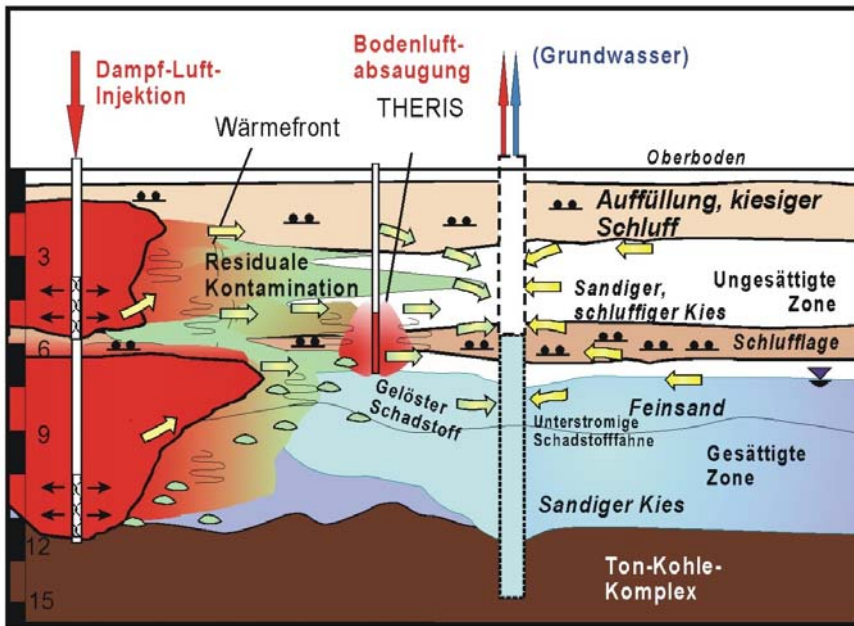 Dampf-Luft-
Injektion
Bodenluft-
absaugung
THERIS
(Grundwasser)
Wärmefront
Oberboden
Auffüllung, kiesiger
Schluff
3
Residuale
Kontamination
Sandiger,
schluffiger Kies
Ungesättigte
Zone
6
Schlufflage
Gelöster
Schadstoff
Feinsand
Unterstromige
Schadstofffahne
9
Gesättigte
Zone
Sandiger Kies
12
Ton-Kohle-
Komplex
15